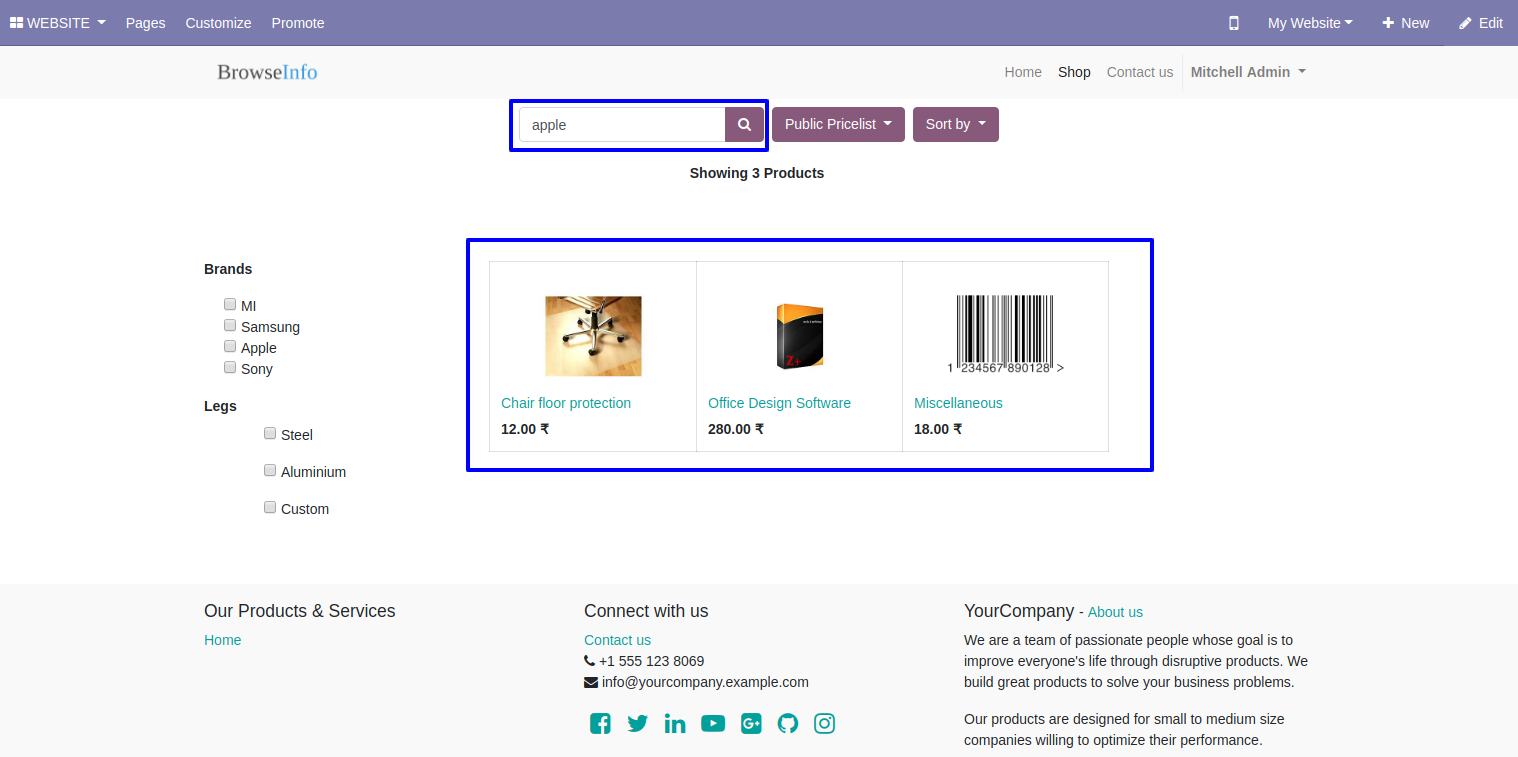 WEBSITE Pages Customize Promote My Website New Edit
BrowseInfo Home Shop Contact us Mitchell Admin
apple Public Pricelist Sort by
Showing 3 Products
Brands
MI
Samsung
Apple
Sony
Legs
Steel
Aluminium
Custom
Z+
1 234567 890128 >
Chair floor protection Office Design Software Miscellaneous
12.00 ₹ 280.00 ₹ 18.00 ₹
Our Products & Services
Home
Connect with us
Contact us
+1 555 123 8069
info@yourcompany.example.com
YourCompany - About us
We are a team of passionate people whose goal is to
improve everyone's life through disruptive products. We
build great products to solve your business problems.
Our products are designed for small to medium size
companies willing to optimize their performance.